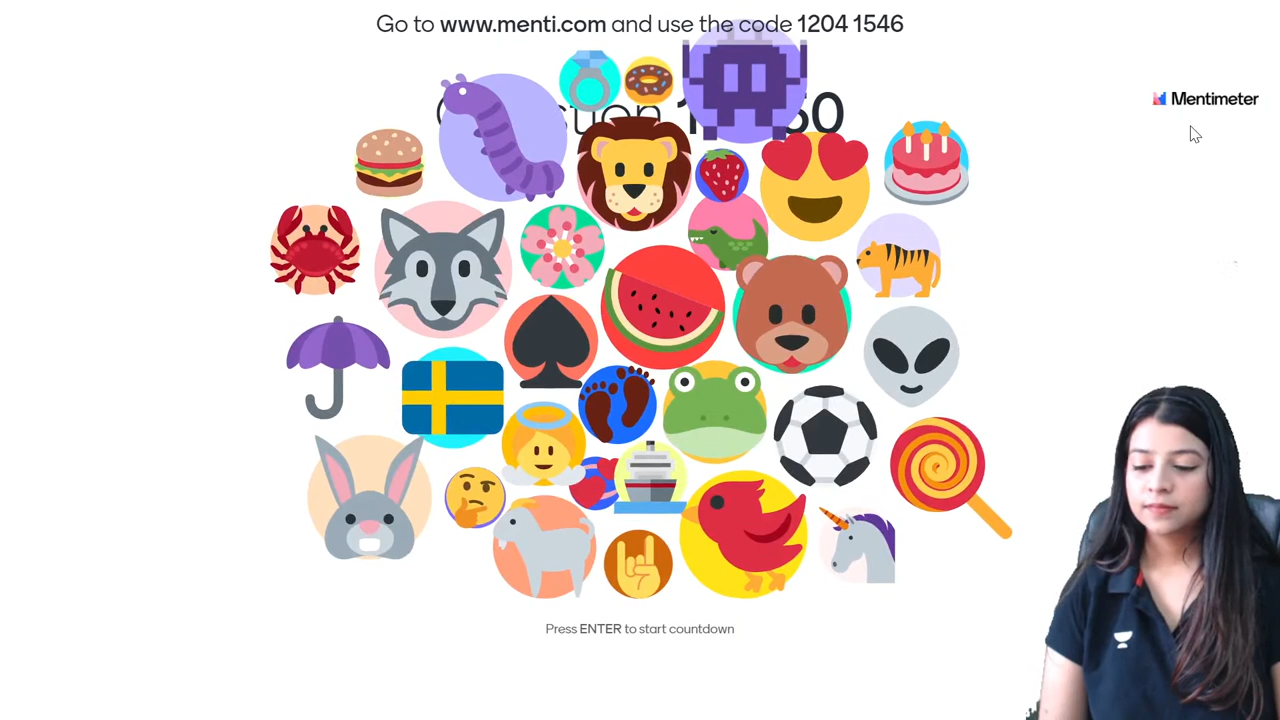 Go to www.menti.com and use the code 1204 1546
Mentimeter
Press ENTER to start countdown